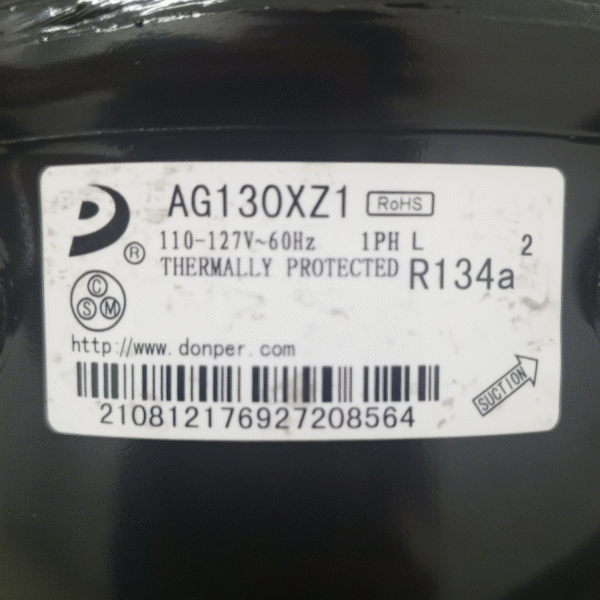 AG130XZ1 RoHS
110-127V~60Hz 1PH L 2
THERMALLY PROTECTED R134a
®
C
S M
http://www.donper.com
SUCTION
210812176927208564